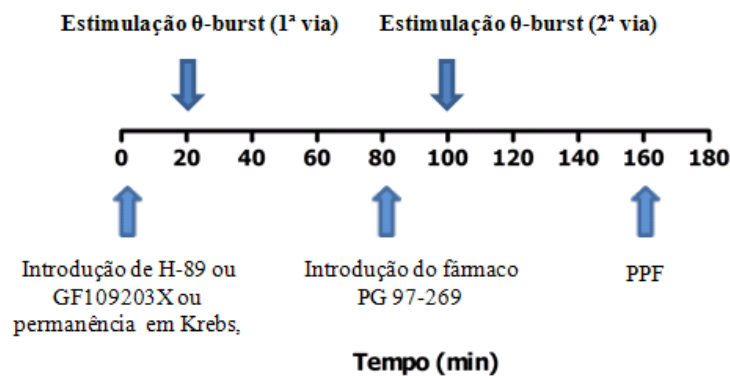 Estimulação θ-burst (1ª via) Estimulação θ-burst (2ª via)
0 20 40 60 80 100 120 140 160 180
Introdução de H-89 ou
GF109203X ou
permanência em Krebs,
Introdução do fármaco
PG 97-269
PPF
Tempo (min)